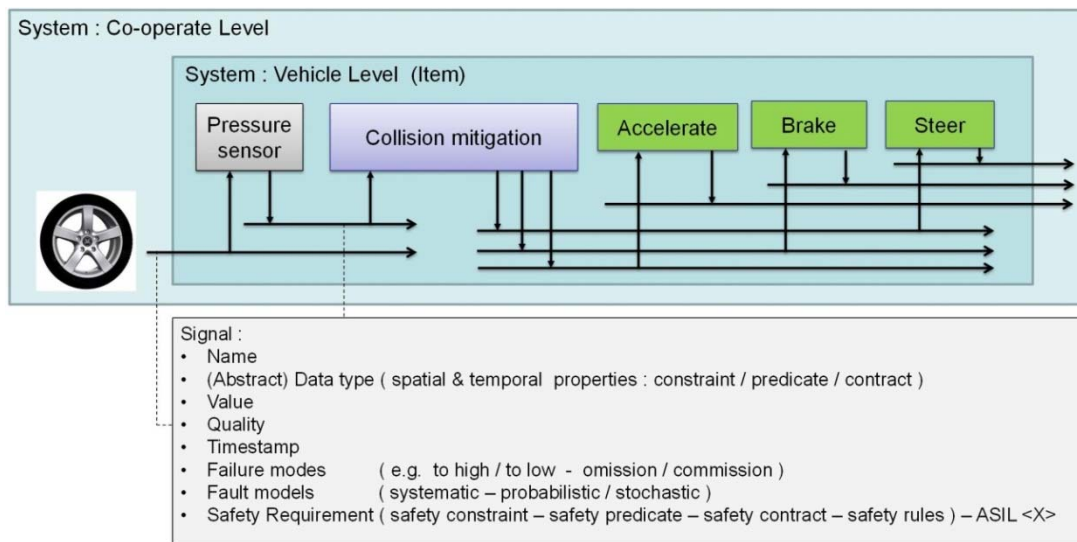 System : Co-operate Level
System : Vehicle Level (Item)
Pressure
sensor
Collision mitigation
Accelerate
Brake
Steer
Signal :
• Name
• (Abstract) Data type ( spatial & temporal properties : constraint / predicate / contract )
• Value
• Quality
• Timestamp
• Failure modes ( e.g. to high / to low - omission / commission )
• Fault models ( systematic – probabilistic / stochastic )
• Safety Requirement ( safety constraint – safety predicate – safety contract – safety rules ) – ASIL <X>